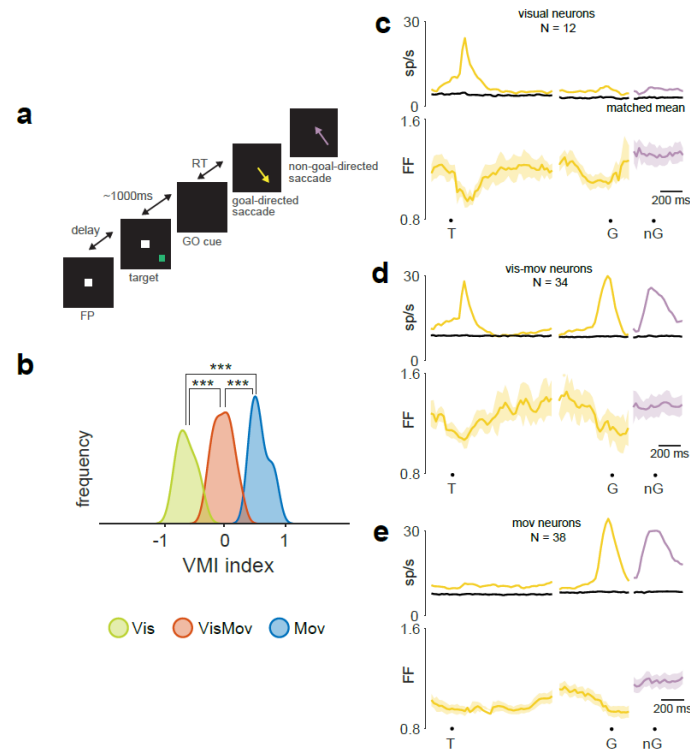 a
FP
delay
target
~1000ms
GO cue
RT
goal-directed
saccade
non-goal-directed
saccade
b
***
*** ***
frequency
-1 0 1
VMI index
Vis VisMov Mov
c
visual neurons
N = 12
30
sp/s
0
matched mean
1.6
FF
0.8
200 ms
T G nG
d
vis-mov neurons
N = 34
30
sp/s
0
1.6
FF
0.8
200 ms
T G nG
e
mov neurons
N = 38
30
sp/s
0
1.6
FF
0.8
200 ms
T G nG